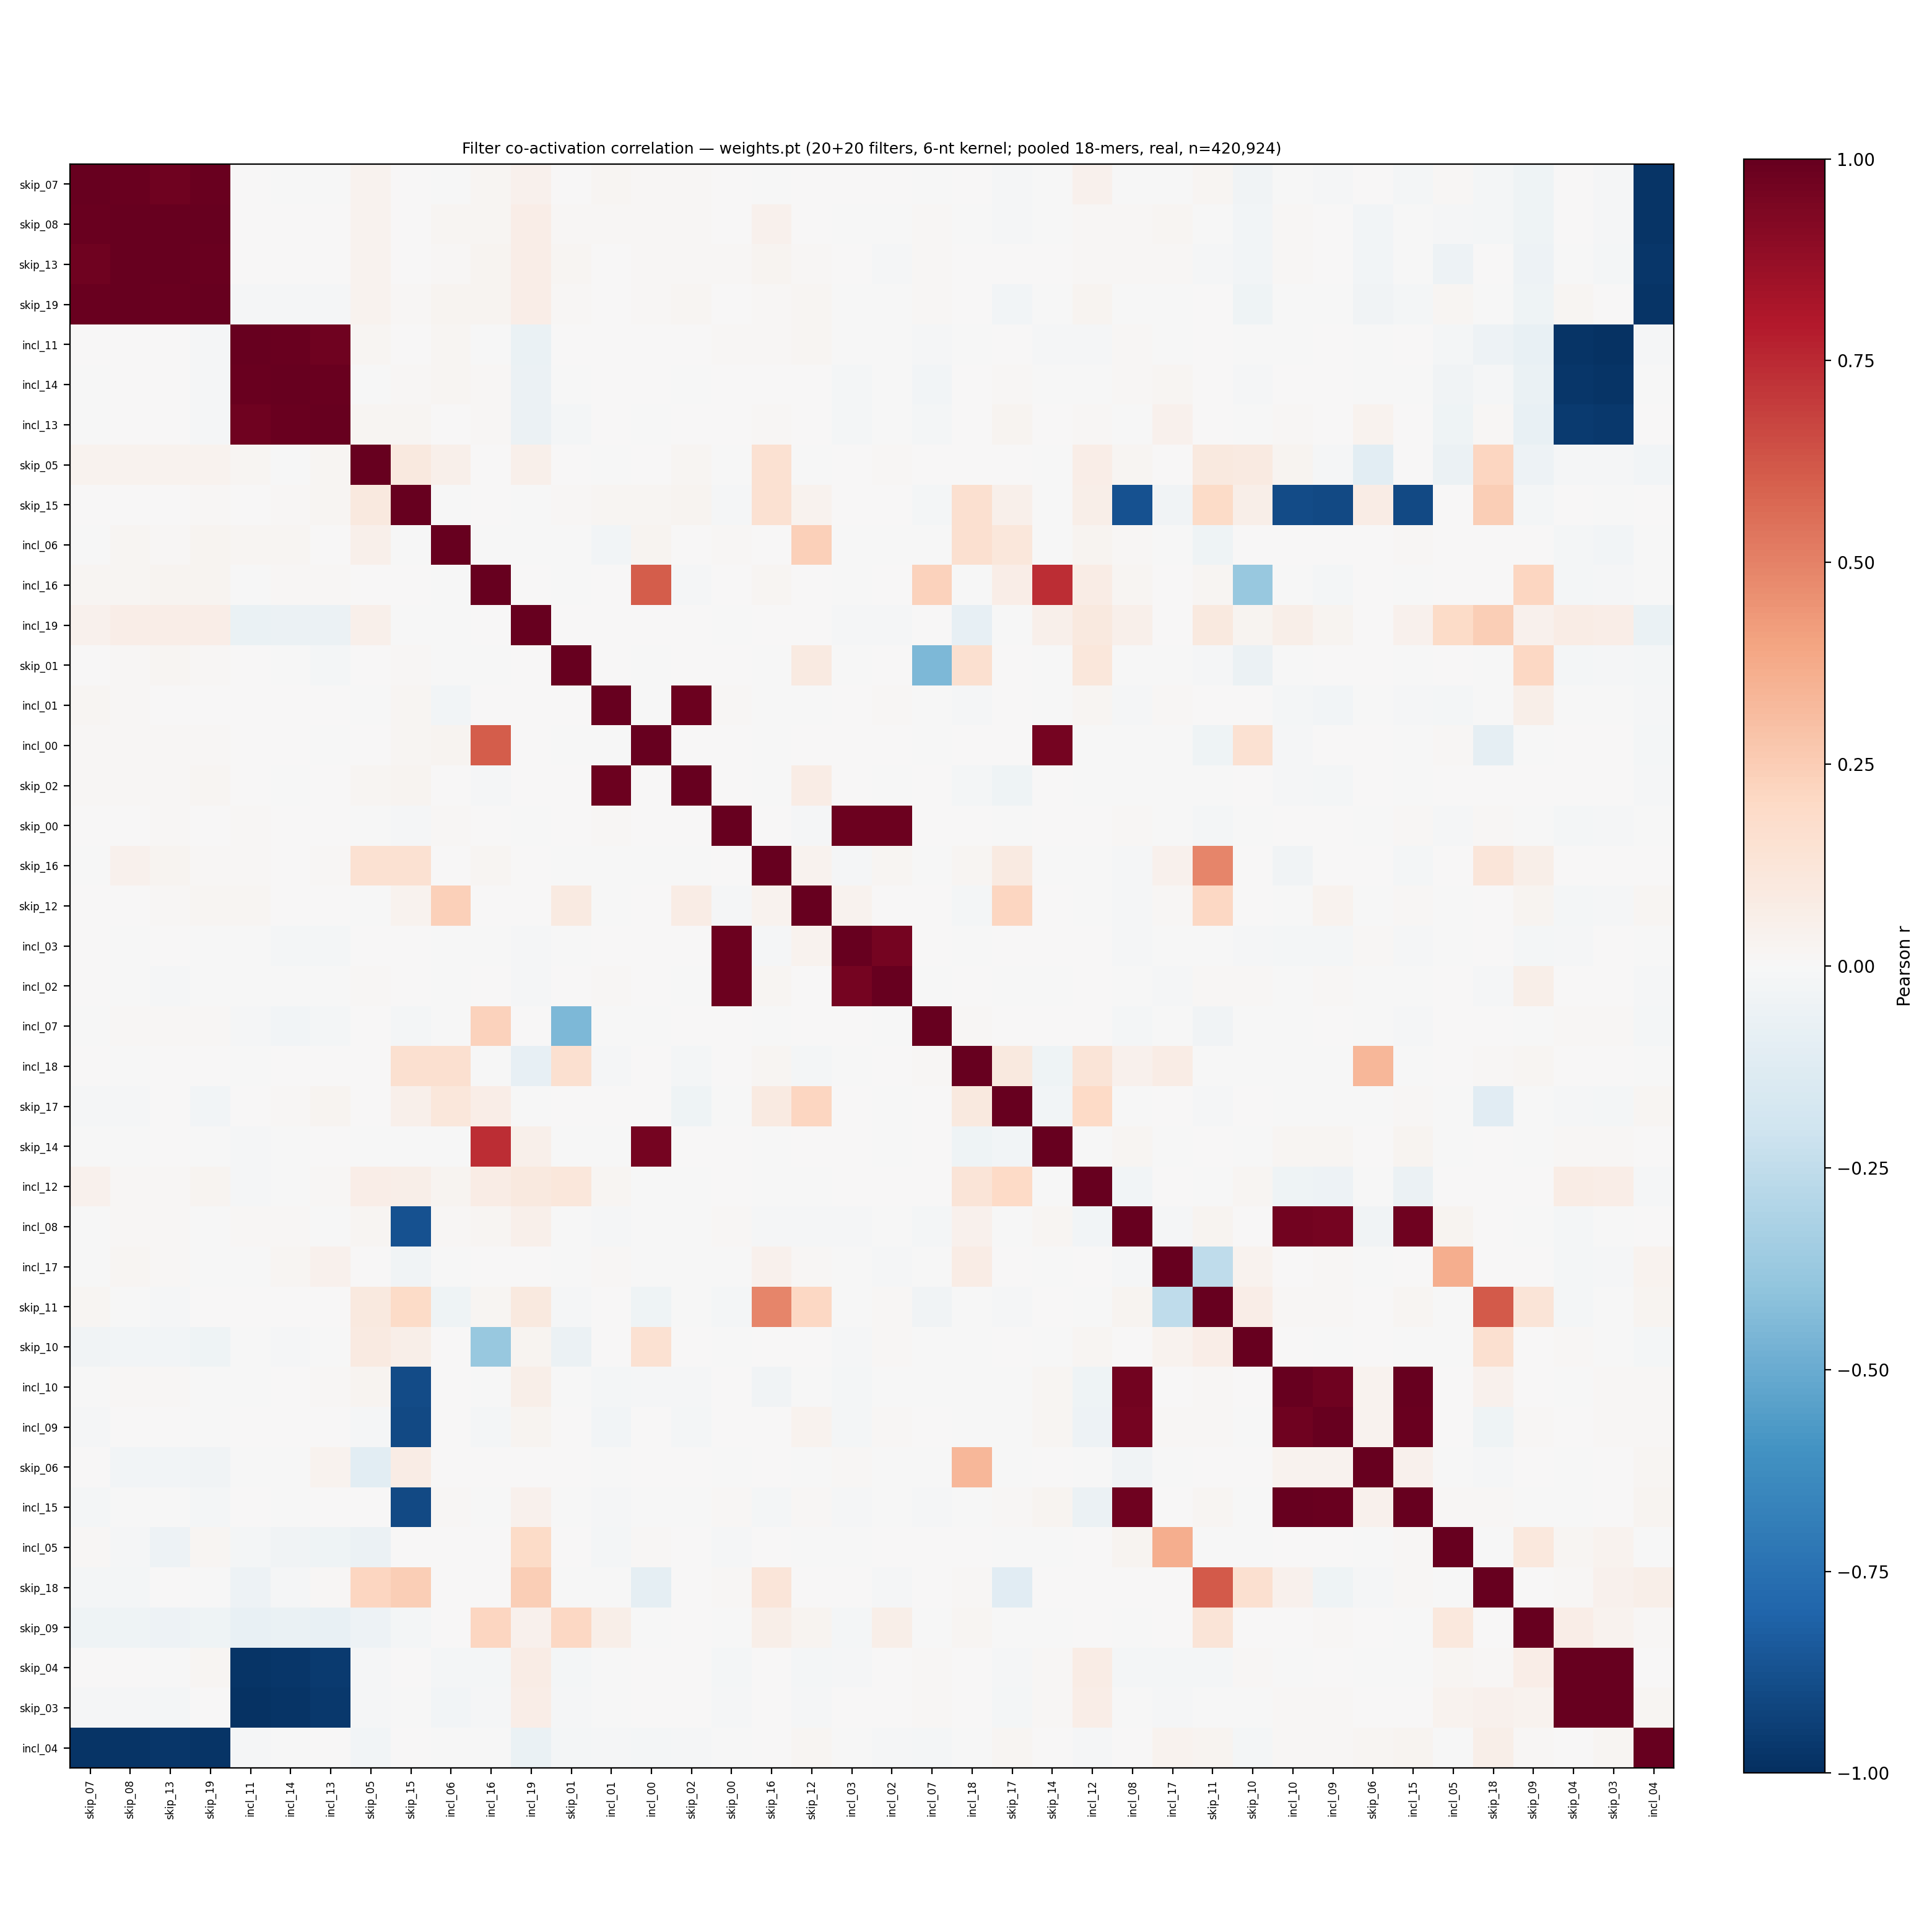 Filter co-activation correlation — weights.pt (20+20 filters, 6-nt kernel; pooled 18-mers, real, n=420,924)
skip_07
skip_08
skip_13
skip_19
incl_11
incl_14
incl_13
skip_05
skip_15
incl_06
incl_16
incl_19
skip_01
incl_01
incl_00
skip_02
skip_00
skip_16
skip_12
incl_03
incl_02
incl_07
incl_18
skip_17
skip_14
incl_12
incl_08
incl_17
skip_11
skip_10
incl_10
incl_09
skip_06
incl_15
incl_05
skip_18
skip_09
skip_04
skip_03
incl_04
skip_07
skip_08
skip_13
skip_19
incl_11
incl_14
incl_13
skip_05
skip_15
incl_06
incl_16
incl_19
skip_01
incl_01
incl_00
skip_02
skip_00
skip_16
skip_12
incl_03
incl_02
incl_07
incl_18
skip_17
skip_14
incl_12
incl_08
incl_17
skip_11
skip_10
incl_10
incl_09
skip_06
incl_15
incl_05
skip_18
skip_09
skip_04
skip_03
incl_04
1.00
0.75
0.50
0.25
0.00
−0.25
−0.50
−0.75
−1.00
Pearson r